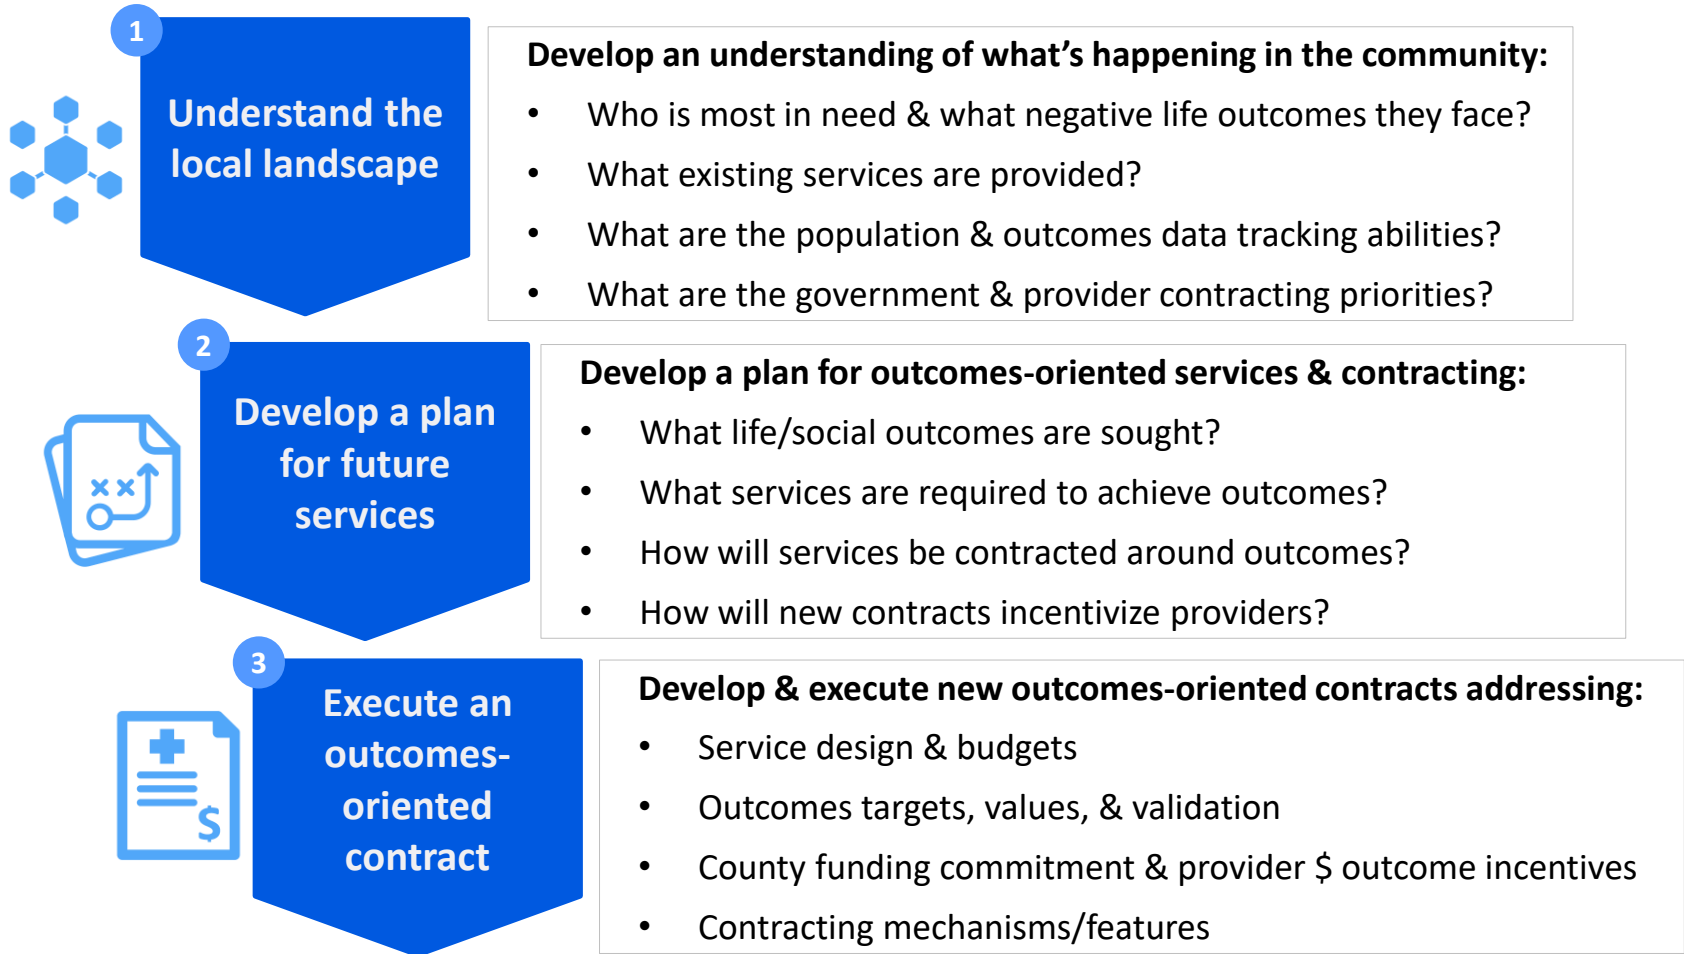 1
Understand the
local landscape
Develop an understanding of what’s happening in the community:
• Who is most in need & what negative life outcomes they face?
• What existing services are provided?
• What are the population & outcomes data tracking abilities?
• What are the government & provider contracting priorities?
2
Develop a plan
for future
services
Develop a plan for outcomes-oriented services & contracting:
• What life/social outcomes are sought?
• What services are required to achieve outcomes?
• How will services be contracted around outcomes?
• How will new contracts incentivize providers?
3
Execute an
outcomes-
oriented
contract
$
Develop & execute new outcomes-oriented contracts addressing:
• Service design & budgets
• Outcomes targets, values, & validation
• County funding commitment & provider $ outcome incentives
• Contracting mechanisms/features